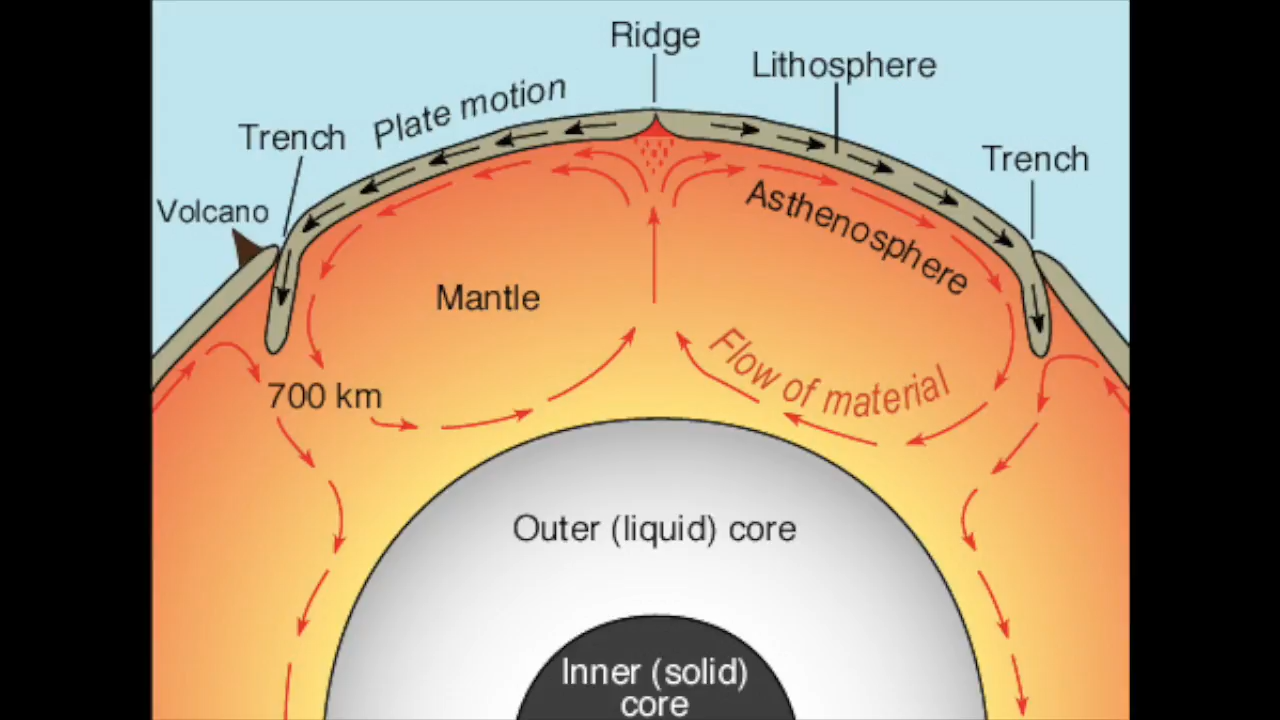 Ridge
Lithosphere
Plate motion
Trench
Trench
Volcano
Asthenosphere
Mantle
Flow of material
700 km
Outer (liquid) core
Inner (solid)
core